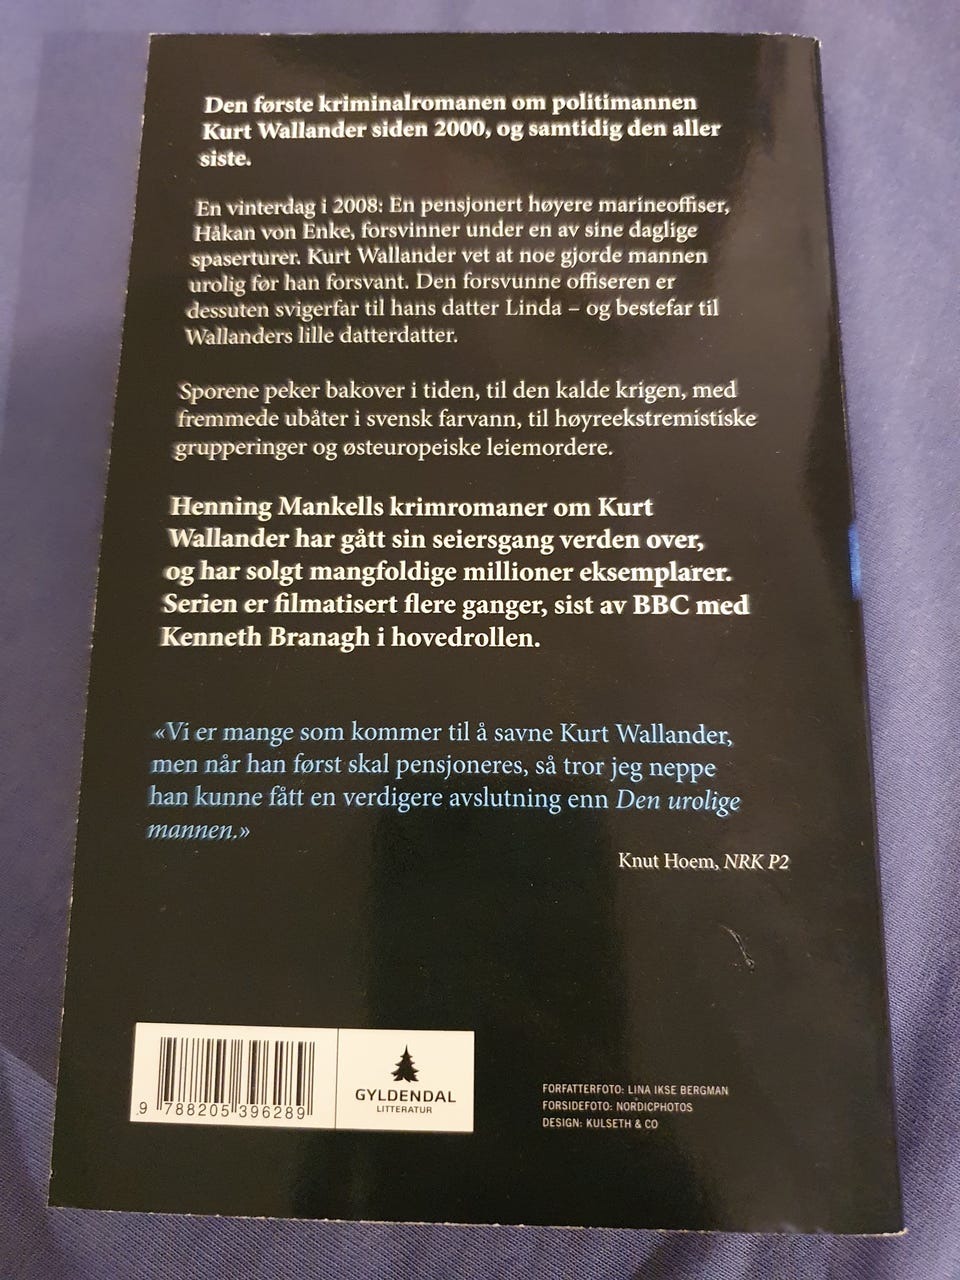 Den første kriminalromanen om politimannen
Kurt Wallander siden 2000, og samtidig den aller
siste.
En vinterdag i 2008: En pensjonert høyere marineoffiser,
Håkan von Enke, forsvinner under en av sine daglige
spaserturer. Kurt Wallander vet at noe gjorde mannen
urolig før han forsvant. Den forsvunne offiseren er
dessuten svigerfar til hans datter Linda – og bestefar til
Wallanders lille datterdatter.
Sporene peker bakover i tiden, til den kalde krigen, med
fremmede ubåter i svensk farvann, til høyreekstremistiske
grupperinger og østeuropeiske leiemordere.
Henning Mankells krimromaner om Kurt
Wallander har gått sin seiersgang verden over,
og har solgt mangfoldige millioner eksemplarer.
Serien er filmatisert flere ganger, sist av BBC med
Kenneth Branagh i hovedrollen.
«Vi er mange som kommer til å savne Kurt Wallander,
men når han først skal pensjoneres, så tror jeg neppe
han kunne fått en verdigere avslutning enn Den urolige
mannen.»
Knut Hoem, NRK P2
9 788205 396289
GYLDENDAL
LITTERATUR
FORFATTERFOTO: LINA IKSE BERGMAN
FORSIDEFOTO: NORDICPHOTOS
DESIGN: KULSETH & CO